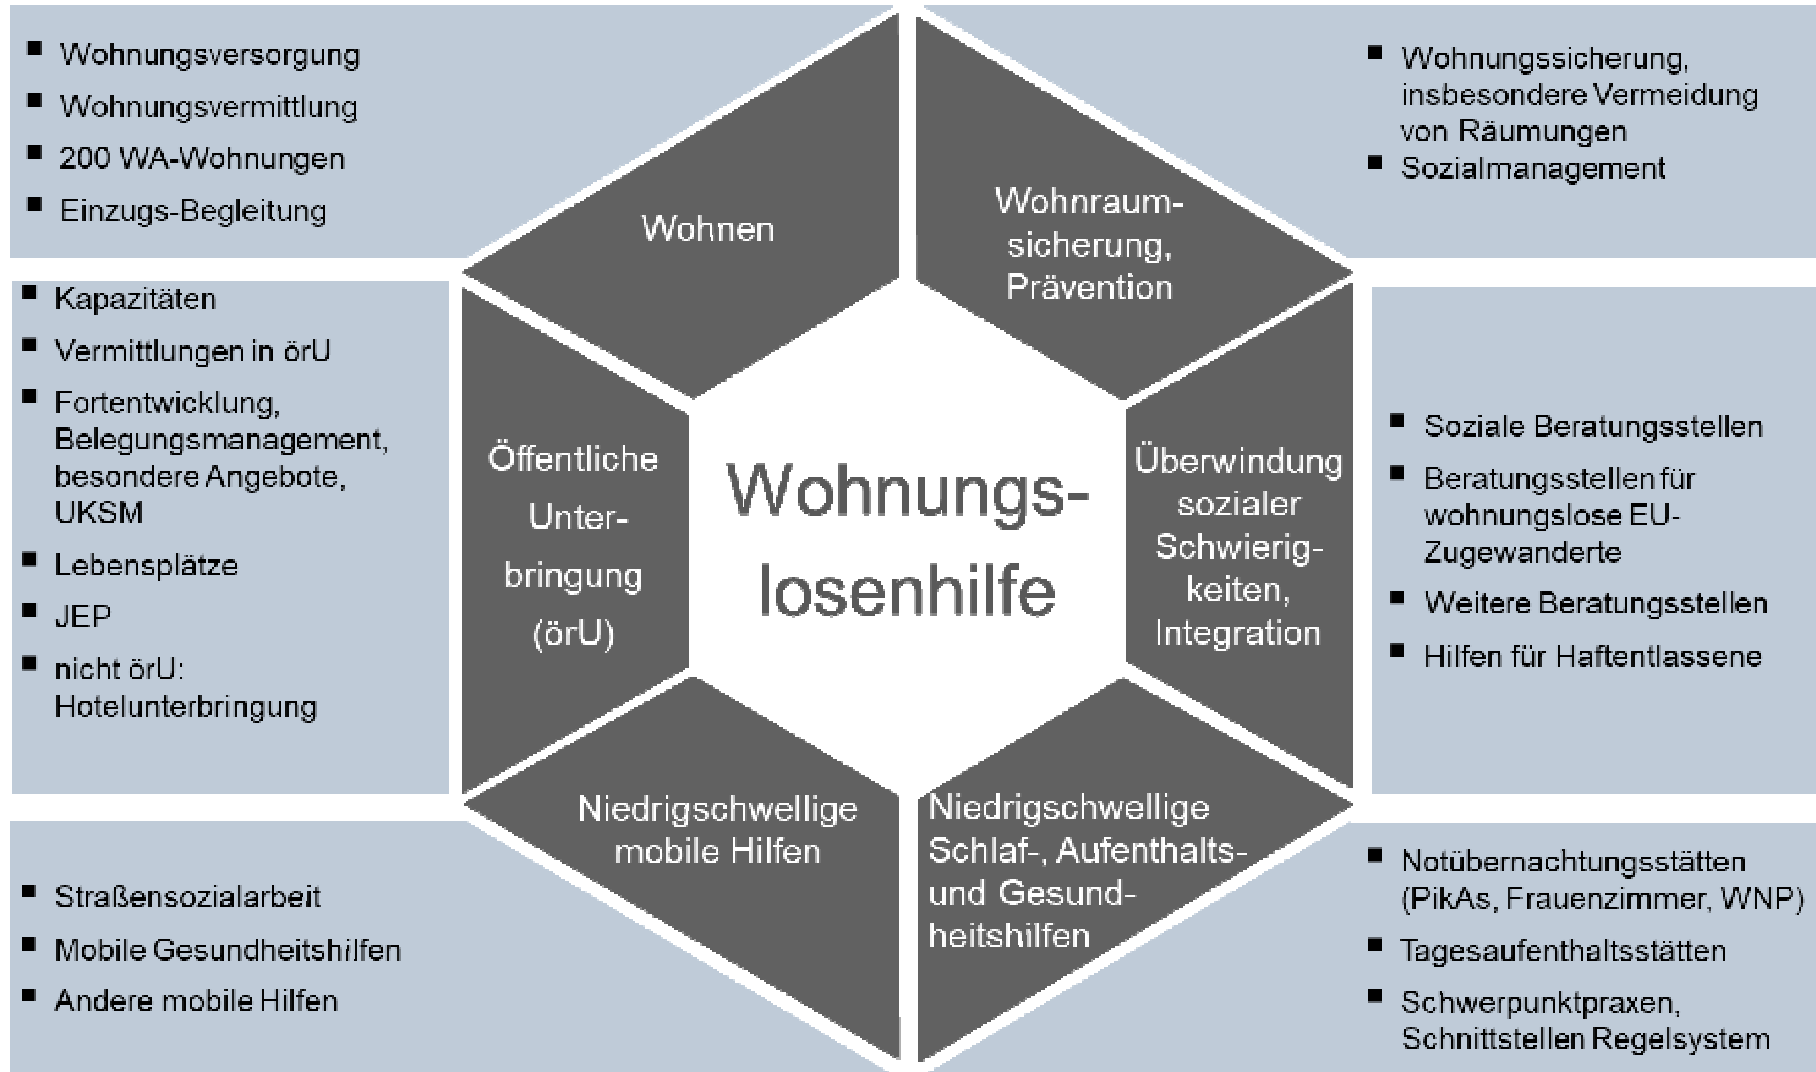 Wohnungsversorgung
Wohnungsvermittlung
200 WA-Wohnungen
Einzugs-Begleitung
Wohnen
Wohnraum-
sicherung,
Prävention
Wohnungssicherung,
insbesondere Vermeidung
von Räumungen
Sozialmanagement
Kapazitäten
Vermittlungen in örU
Fortentwicklung,
Belegungsmanagement,
besondere Angebote,
UKSM
Lebensplätze
JEP
nicht örU:
Hotelunterbringung
Öffentliche
Unter-
bringung
(örU)
Wohnungs-
losenhilfe
Überwindung
sozialer
Schwierig-
keiten,
Integration
Soziale Beratungsstellen
Beratungsstellen für
wohnungslose EU-
Zugewanderte
Weitere Beratungsstellen
Hilfen für Haftentlassene
Straßensozialarbeit
Mobile Gesundheitshilfen
Andere mobile Hilfen
Niedrigschwellige
mobile Hilfen
Niedrigschwellige
Schlaf-, Aufenthalts-
und Gesund-
heitshilfen
Notübernachtungsstätten
(PikAs, Frauenzimmer, WNP)
Tagesaufenthaltsstätten
Schwerpunktpraxen,
Schnittstellen Regelsystem